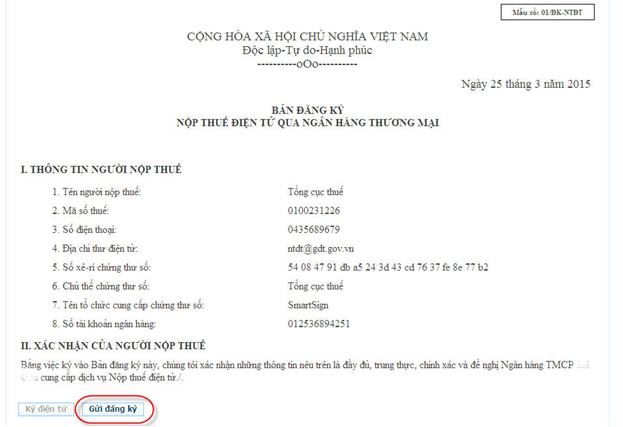 Mẫu số: 01/ĐK-NTĐT
CỘNG HÒA XÃ HỘI CHỦ NGHĨA VIỆT NAM
Độc lập-Tự do-Hạnh phúc
----------oOo----------
Ngày 25 tháng 3 năm 2015
BẢN ĐĂNG KÝ
NỘP THUẾ ĐIỆN TỬ QUA NGÂN HÀNG THƯƠNG MẠI
I. THÔNG TIN NGƯỜI NỘP THUẾ
1. Tên người nộp thuế: Tổng cục thuế
2. Mã số thuế: 0100231226
3. Số điện thoại: 0435689679
4. Địa chỉ thư điện tử: ntdt@gdt.gov.vn
5. Số xê-ri chứng thư số: 54 08 47 91 db a5 24 3d 43 cd 76 37 fe 8e 77 b2
6. Chủ thể chứng thư số: Tổng cục thuế
7. Tên tổ chức cung cấp chứng thư số: SmartSign
8. Số tài khoản ngân hàng: 012536894251
II. XÁC NHẬN CỦA NGƯỜI NỘP THUẾ
Bằng việc ký vào Bản đăng ký này, chúng tôi xác nhận những thông tin nêu trên là đầy đủ, trung thực, chính xác và đề nghị Ngân hàng TMCP
cung cấp dịch vụ Nộp thuế điện tử./.
Ký điện tử Gửi đăng ký